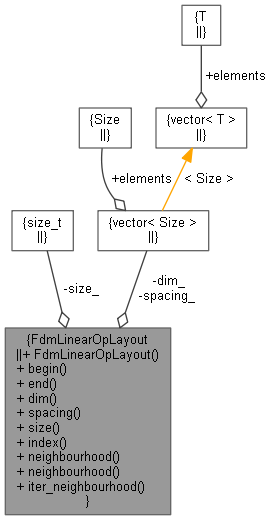 {T
||}
+elements
{Size
||}
{vector< T >
||}
+elements
< Size >
{size_t
||}
{vector< Size >
||}
-size_
-dim_
-spacing_
{FdmLinearOpLayout
||+ FdmLinearOpLayout()
+ begin()
+ end()
+ dim()
+ spacing()
+ size()
+ index()
+ neighbourhood()
+ neighbourhood()
+ iter_neighbourhood()
}